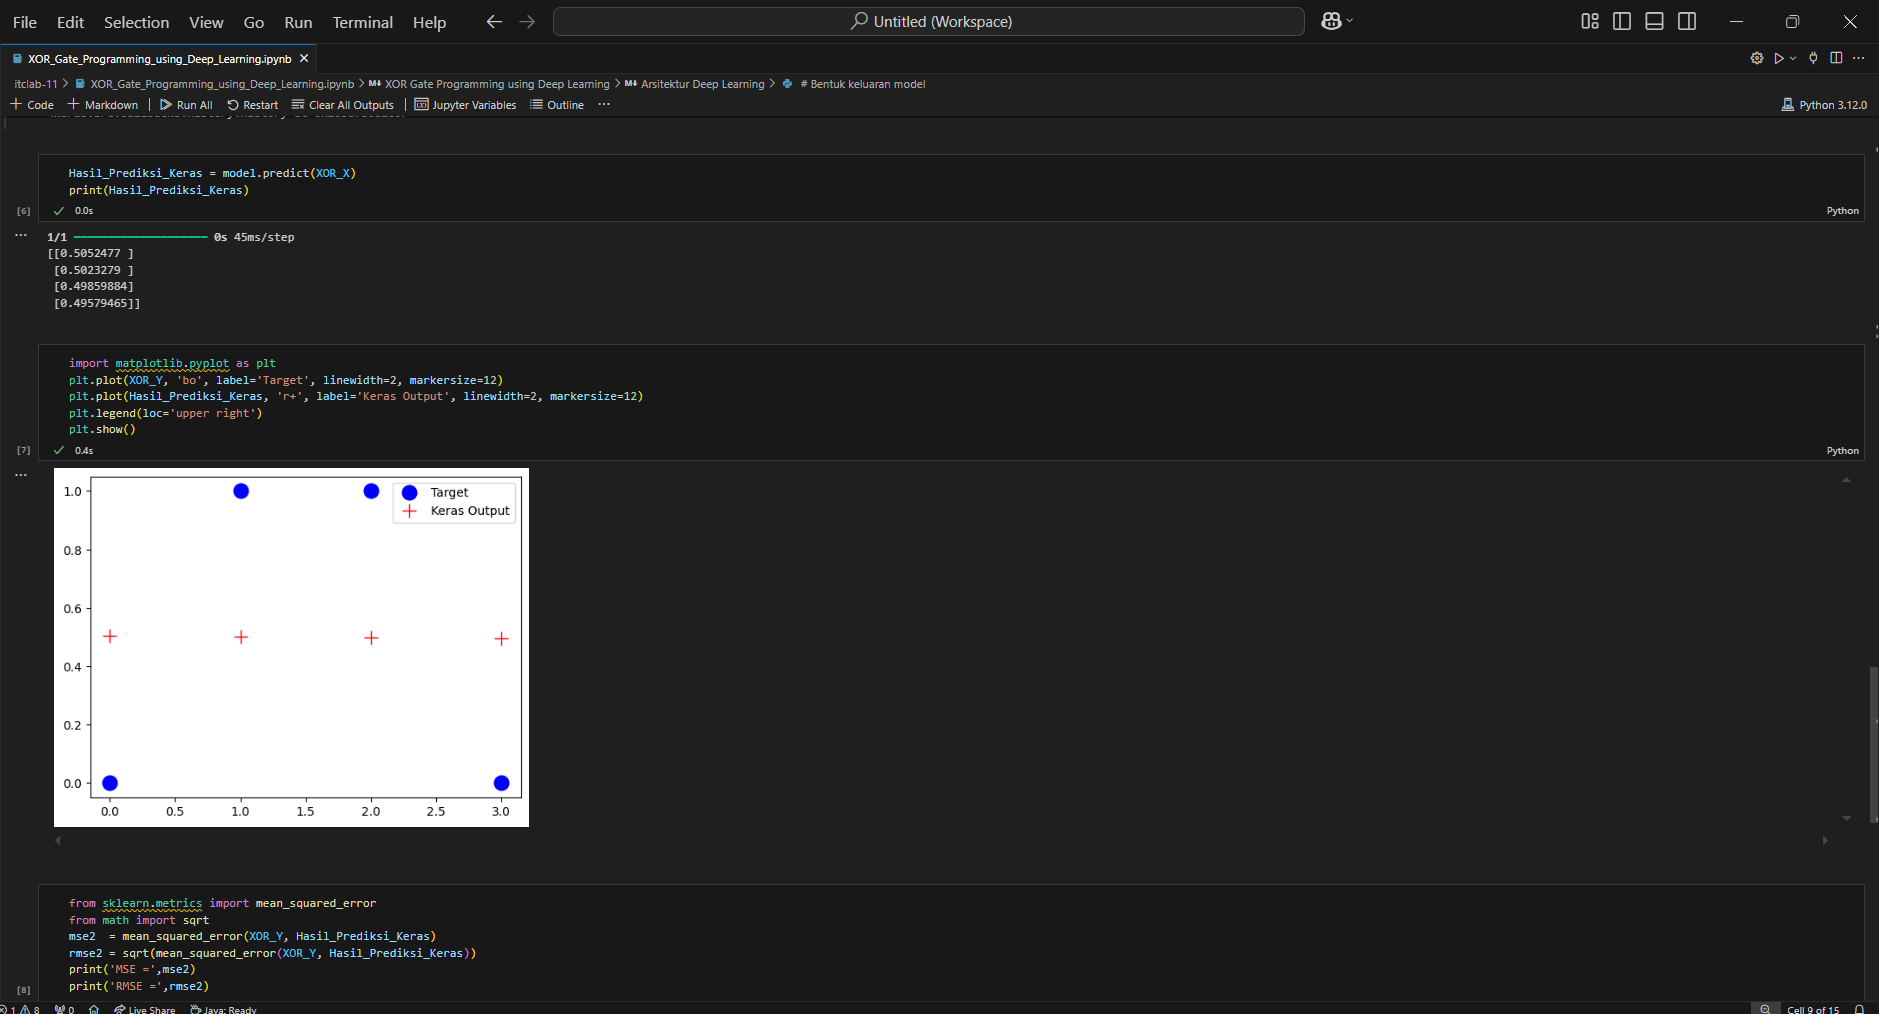 File Edit Selection View Go Run Terminal Help
Untitled (Workspace)
XOR_Gate_Programming_using_Deep_Learning.ipynb
itclab-11 > XOR_Gate_Programming_using_Deep_Learning.ipynb > M↓ XOR Gate Programming using Deep Learning > M↓ Arsitektur Deep Learning > # Bentuk keluaran model
+ Code + Markdown | Run All Restart Clear All Outputs | Jupyter Variables Outline ...
Python 3.12.0
Hasil_Prediksi_Keras = model.predict(XOR_X)
print(Hasil_Prediksi_Keras)
[6] 0.0s
Python
1/1 0s 45ms/step
[[0.5052477 ]
[0.5023279 ]
[0.49859884]
[0.49579465]]
import matplotlib.pyplot as plt
plt.plot(XOR_Y, 'bo', label='Target', linewidth=2, markersize=12)
plt.plot(Hasil_Prediksi_Keras, 'r+', label='Keras Output', linewidth=2, markersize=12)
plt.legend(loc='upper right')
plt.show()
[7] 0.4s
Python
Target
Keras Output
1.0
0.8
0.6
0.4
0.2
0.0
0.0 0.5 1.0 1.5 2.0 2.5 3.0
from sklearn.metrics import mean_squared_error
from math import sqrt
mse2  = mean_squared_error(XOR_Y, Hasil_Prediksi_Keras)
rmse2 = sqrt(mean_squared_error(XOR_Y, Hasil_Prediksi_Keras))
print('MSE =',mse2)
print('RMSE =',rmse2)
[8]
1 8 0 Live Share Java: Ready
Cell 9 of 15